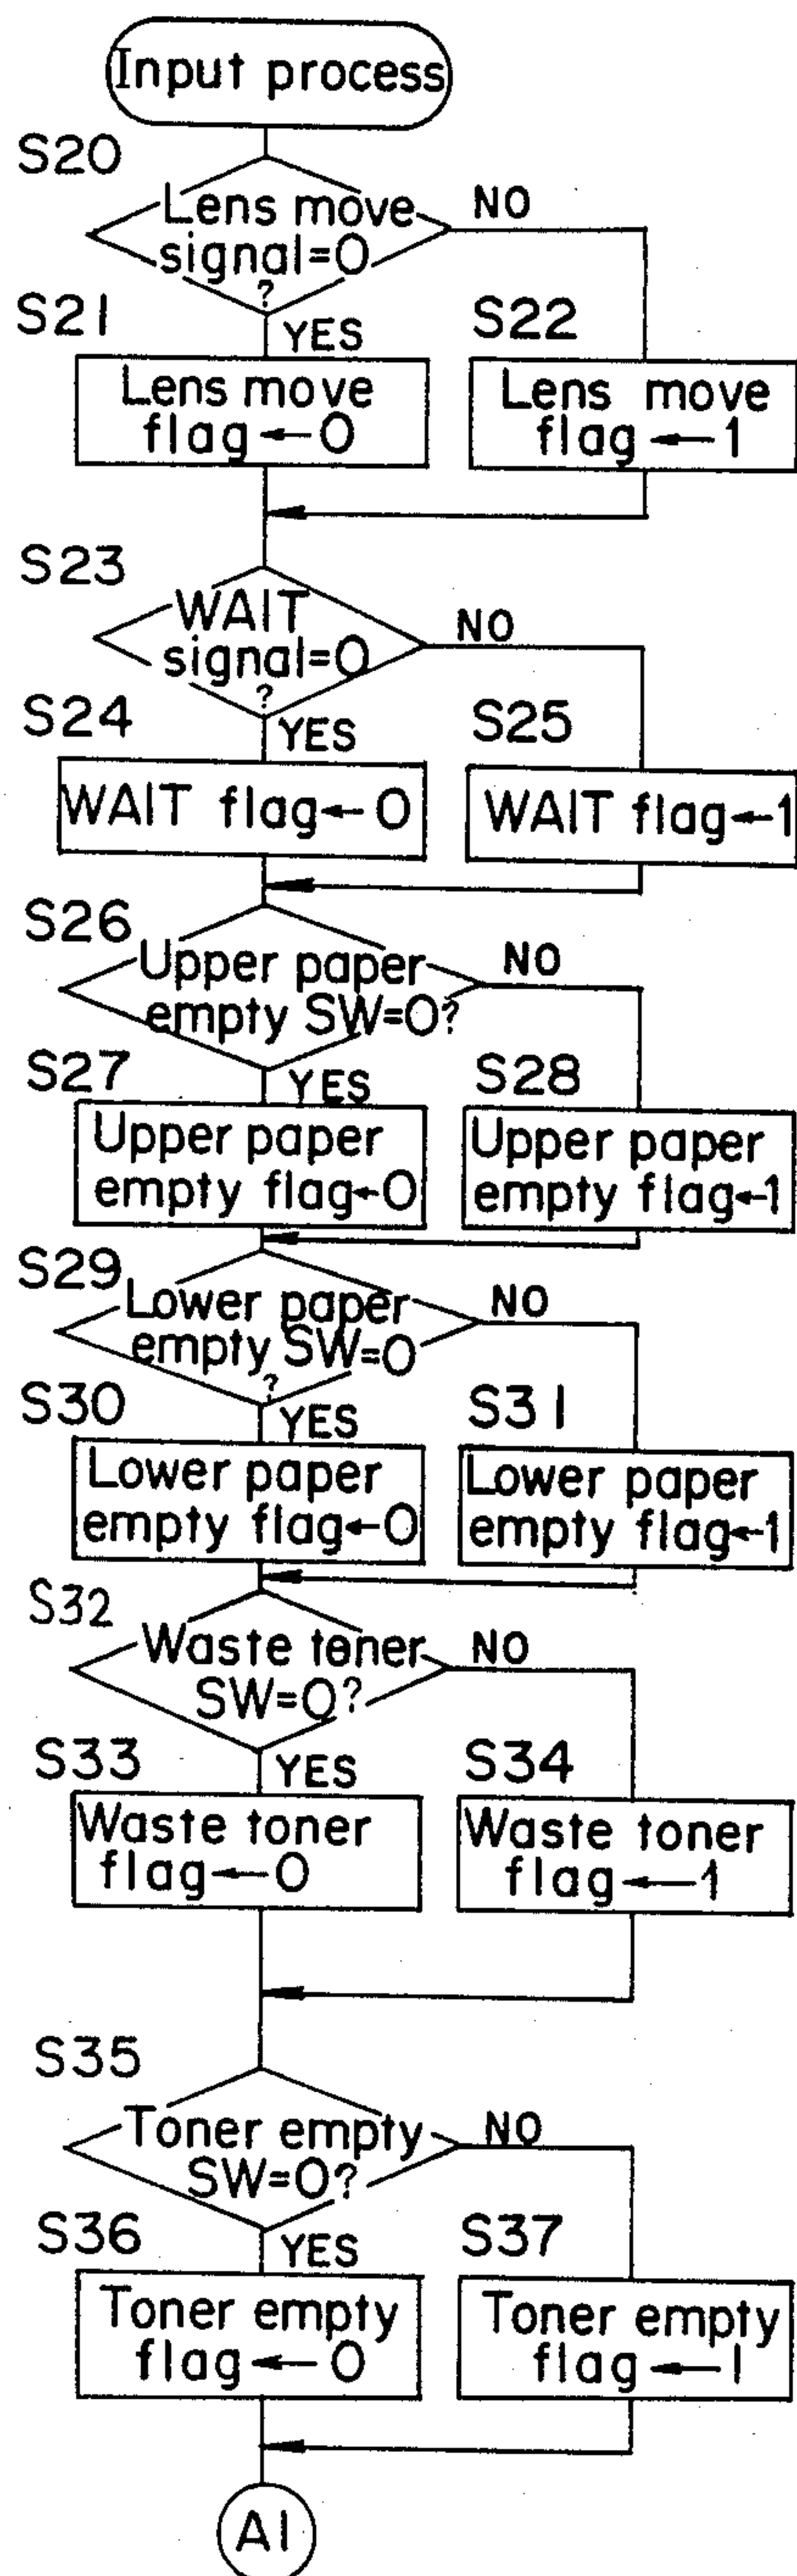 Input process
S20
Lens move
signal=0
?
NO
S21
YES
S22
Lens move
flag ← 0
Lens move
flag ← 1
S23
WAIT
signal=0
?
NO
S24
YES
S25
WAIT flag ← 0
WAIT flag ← 1
S26
Upper paper
empty SW=0?
NO
S27
YES
S28
Upper paper
empty flag ← 0
Upper paper
empty flag ← 1
S29
Lower paper
empty SW=0
?
NO
S30
YES
S31
Lower paper
empty flag ← 0
Lower paper
empty flag ← 1
S32
Waste toner
SW=0?
NO
S33
YES
S34
Waste toner
flag ← 0
Waste toner
flag ← 1
S35
Toner empty
SW=0?
NO
S36
YES
S37
Toner empty
flag ← 0
Toner empty
flag ← 1
A1